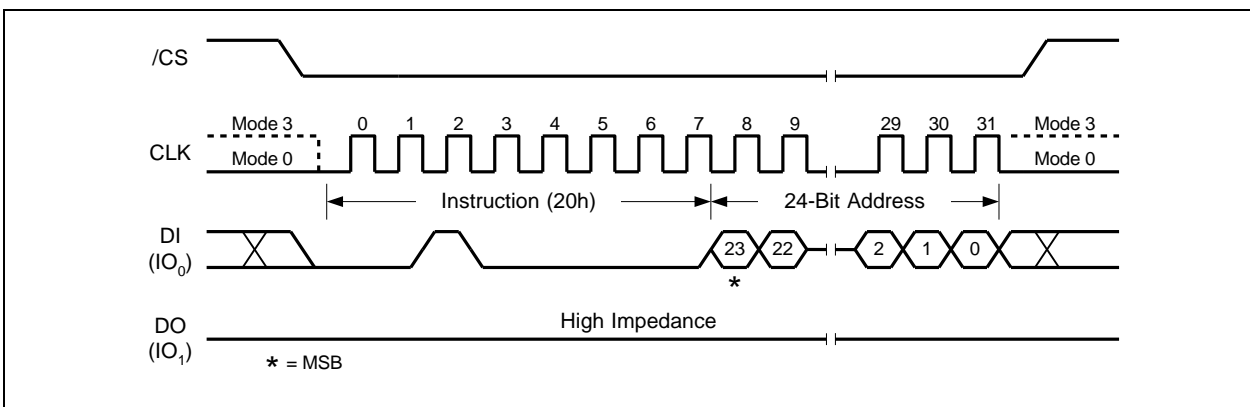 /CS
Mode 3 0 1 2 3 4 5 6 7 8 9 29 30 31 Mode 3
CLK
Mode 0 Mode 0
Instruction (20h) 24-Bit Address
DI
(IO0)
23 22 2 1 0
*
High Impedance
DO
(IO1)
* = MSB